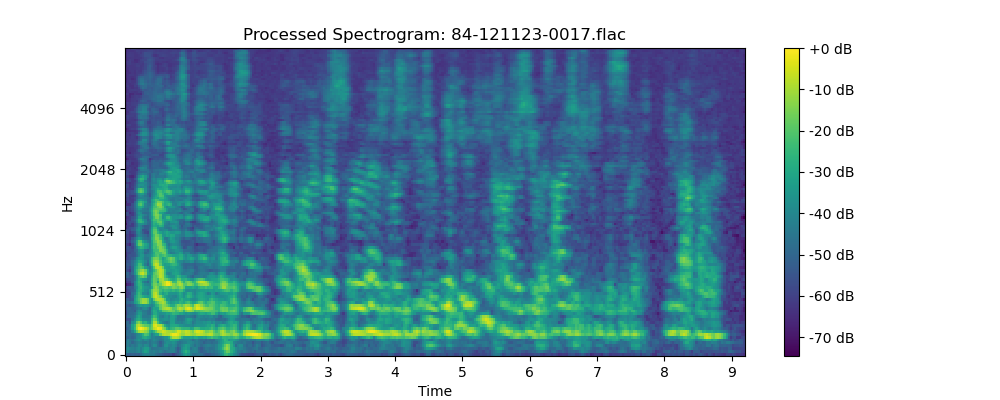 Processed Spectrogram: 84-121123-0017.flac
+0 dB
-10 dB
-20 dB
-30 dB
-40 dB
-50 dB
-60 dB
-70 dB
4096
2048
1024
512
0
Hz
0 1 2 3 4 5 6 7 8 9
Time